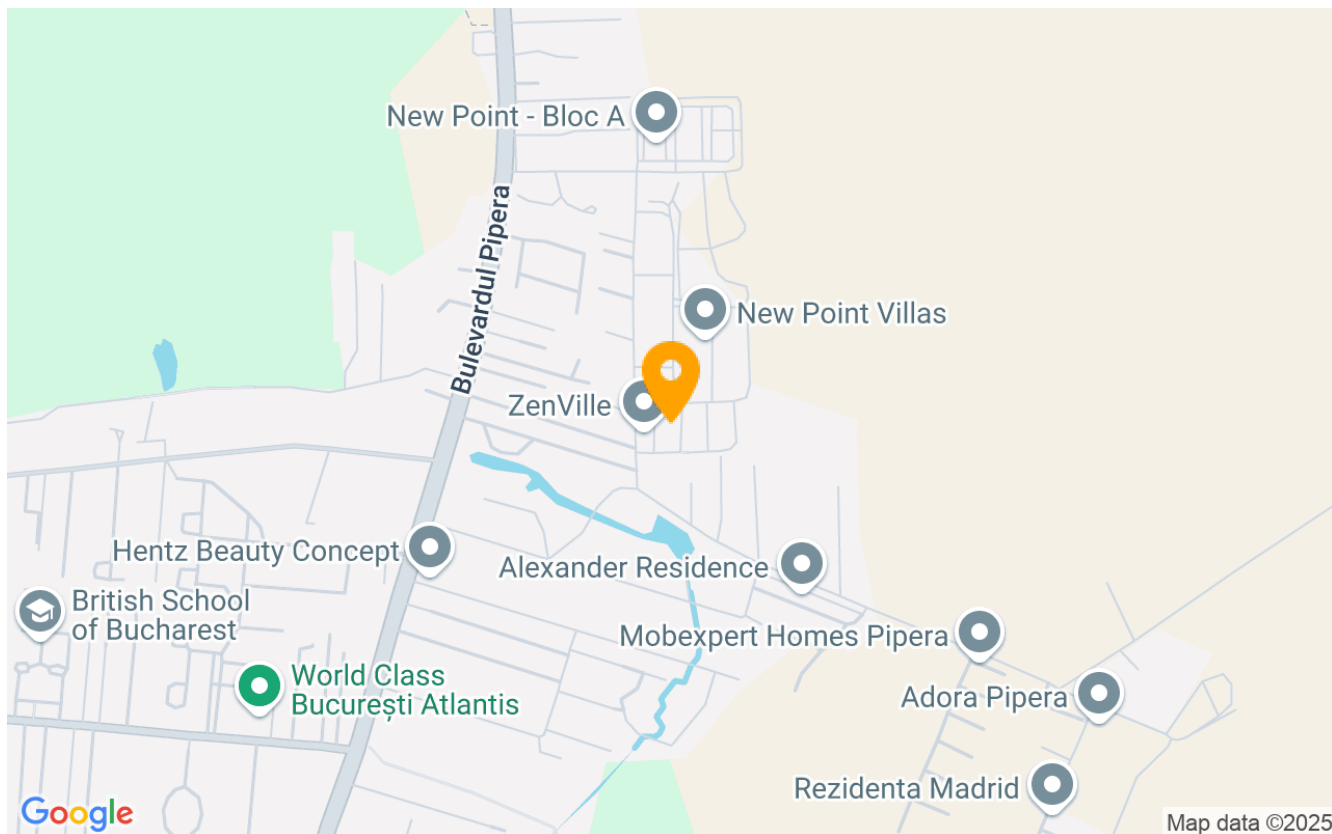 New Point - Bloc A
Bulevardul Pipera
New Point Villas
ZenVille
Hentz Beauty Concept
Alexander Residence
British School
of Bucharest
Mobexpert Homes Pipera
World Class
București Atlantis
Adora Pipera
Rezidenta Madrid
Google
Map data ©2025